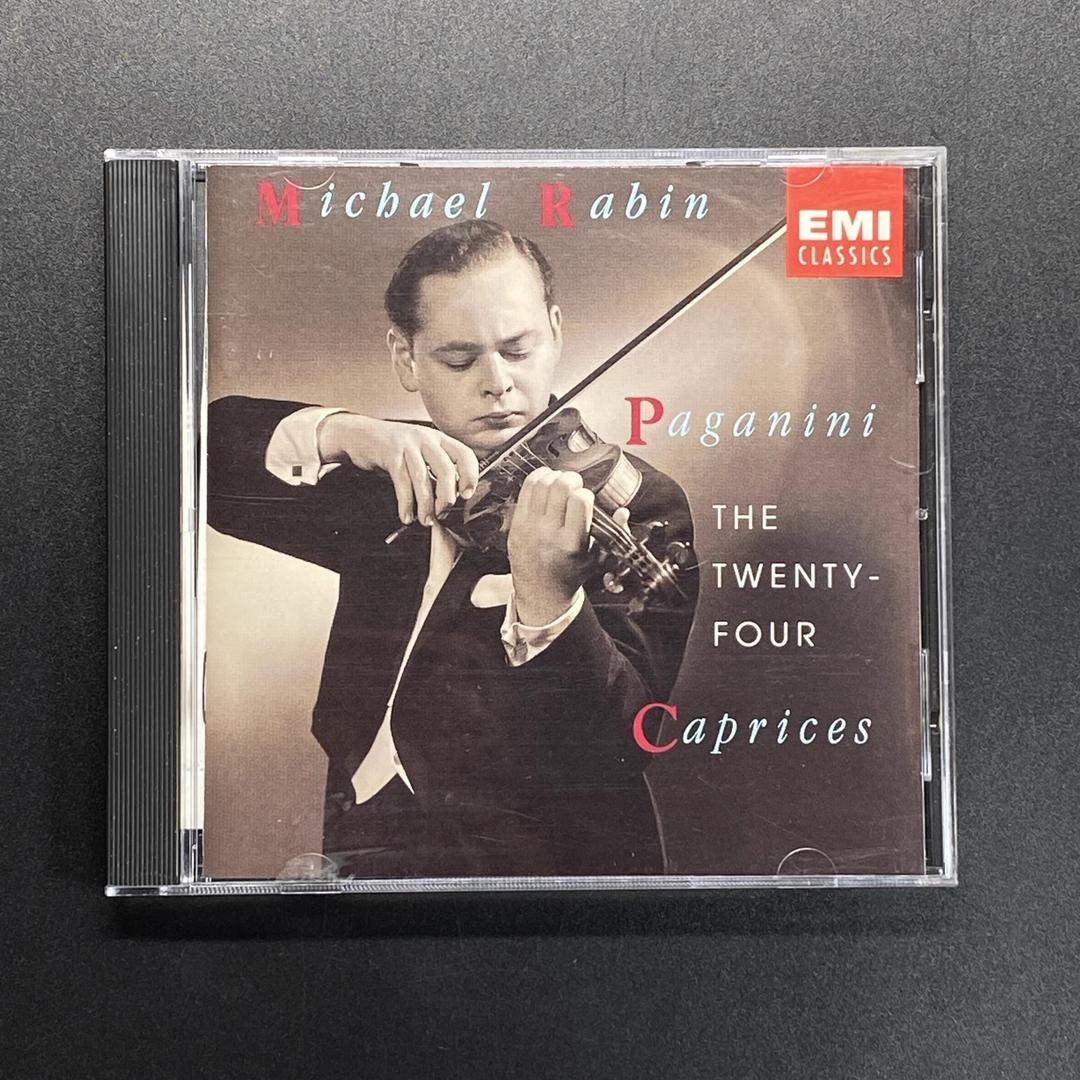 Michael Rabin
EMI
CLASSICS
Paganini
THE
TWENTY-
FOUR
Caprices